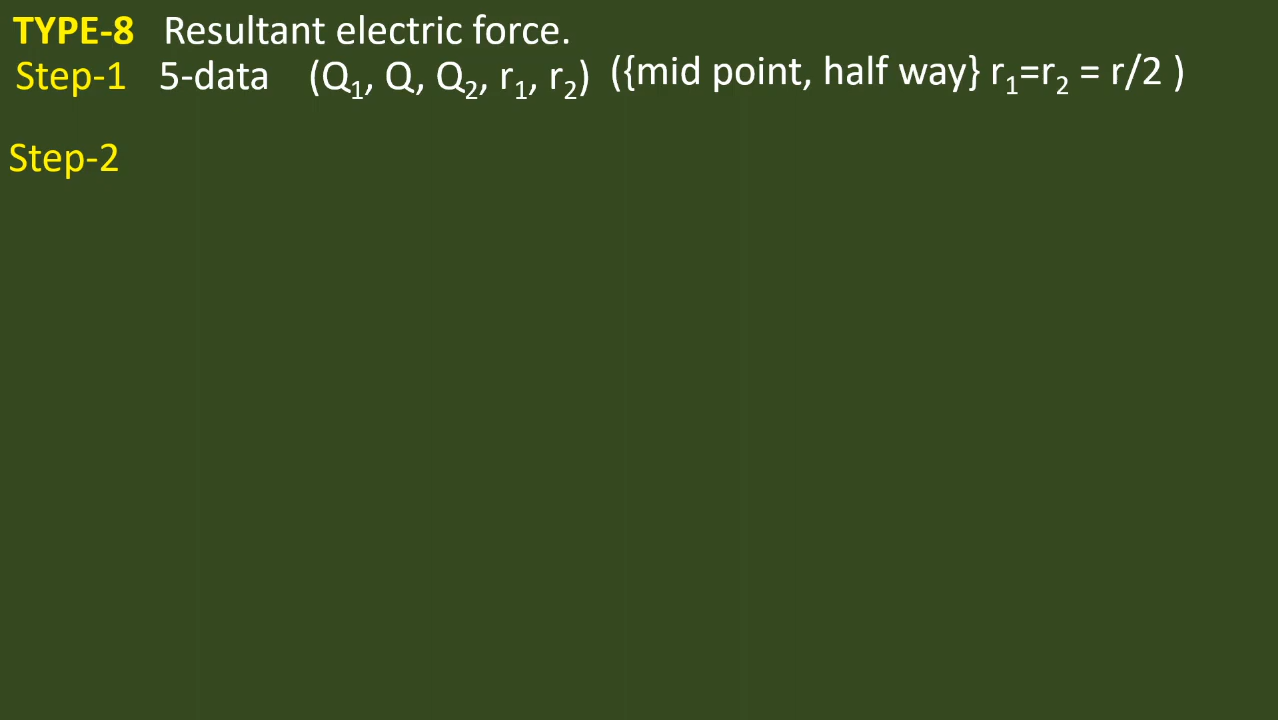 TYPE-8 Resultant electric force.
Step-1 5-data (Q₁, Q, Q₂, r₁, r₂) ({mid point, half way} r₁=r₂ = r/2 )
Step-2